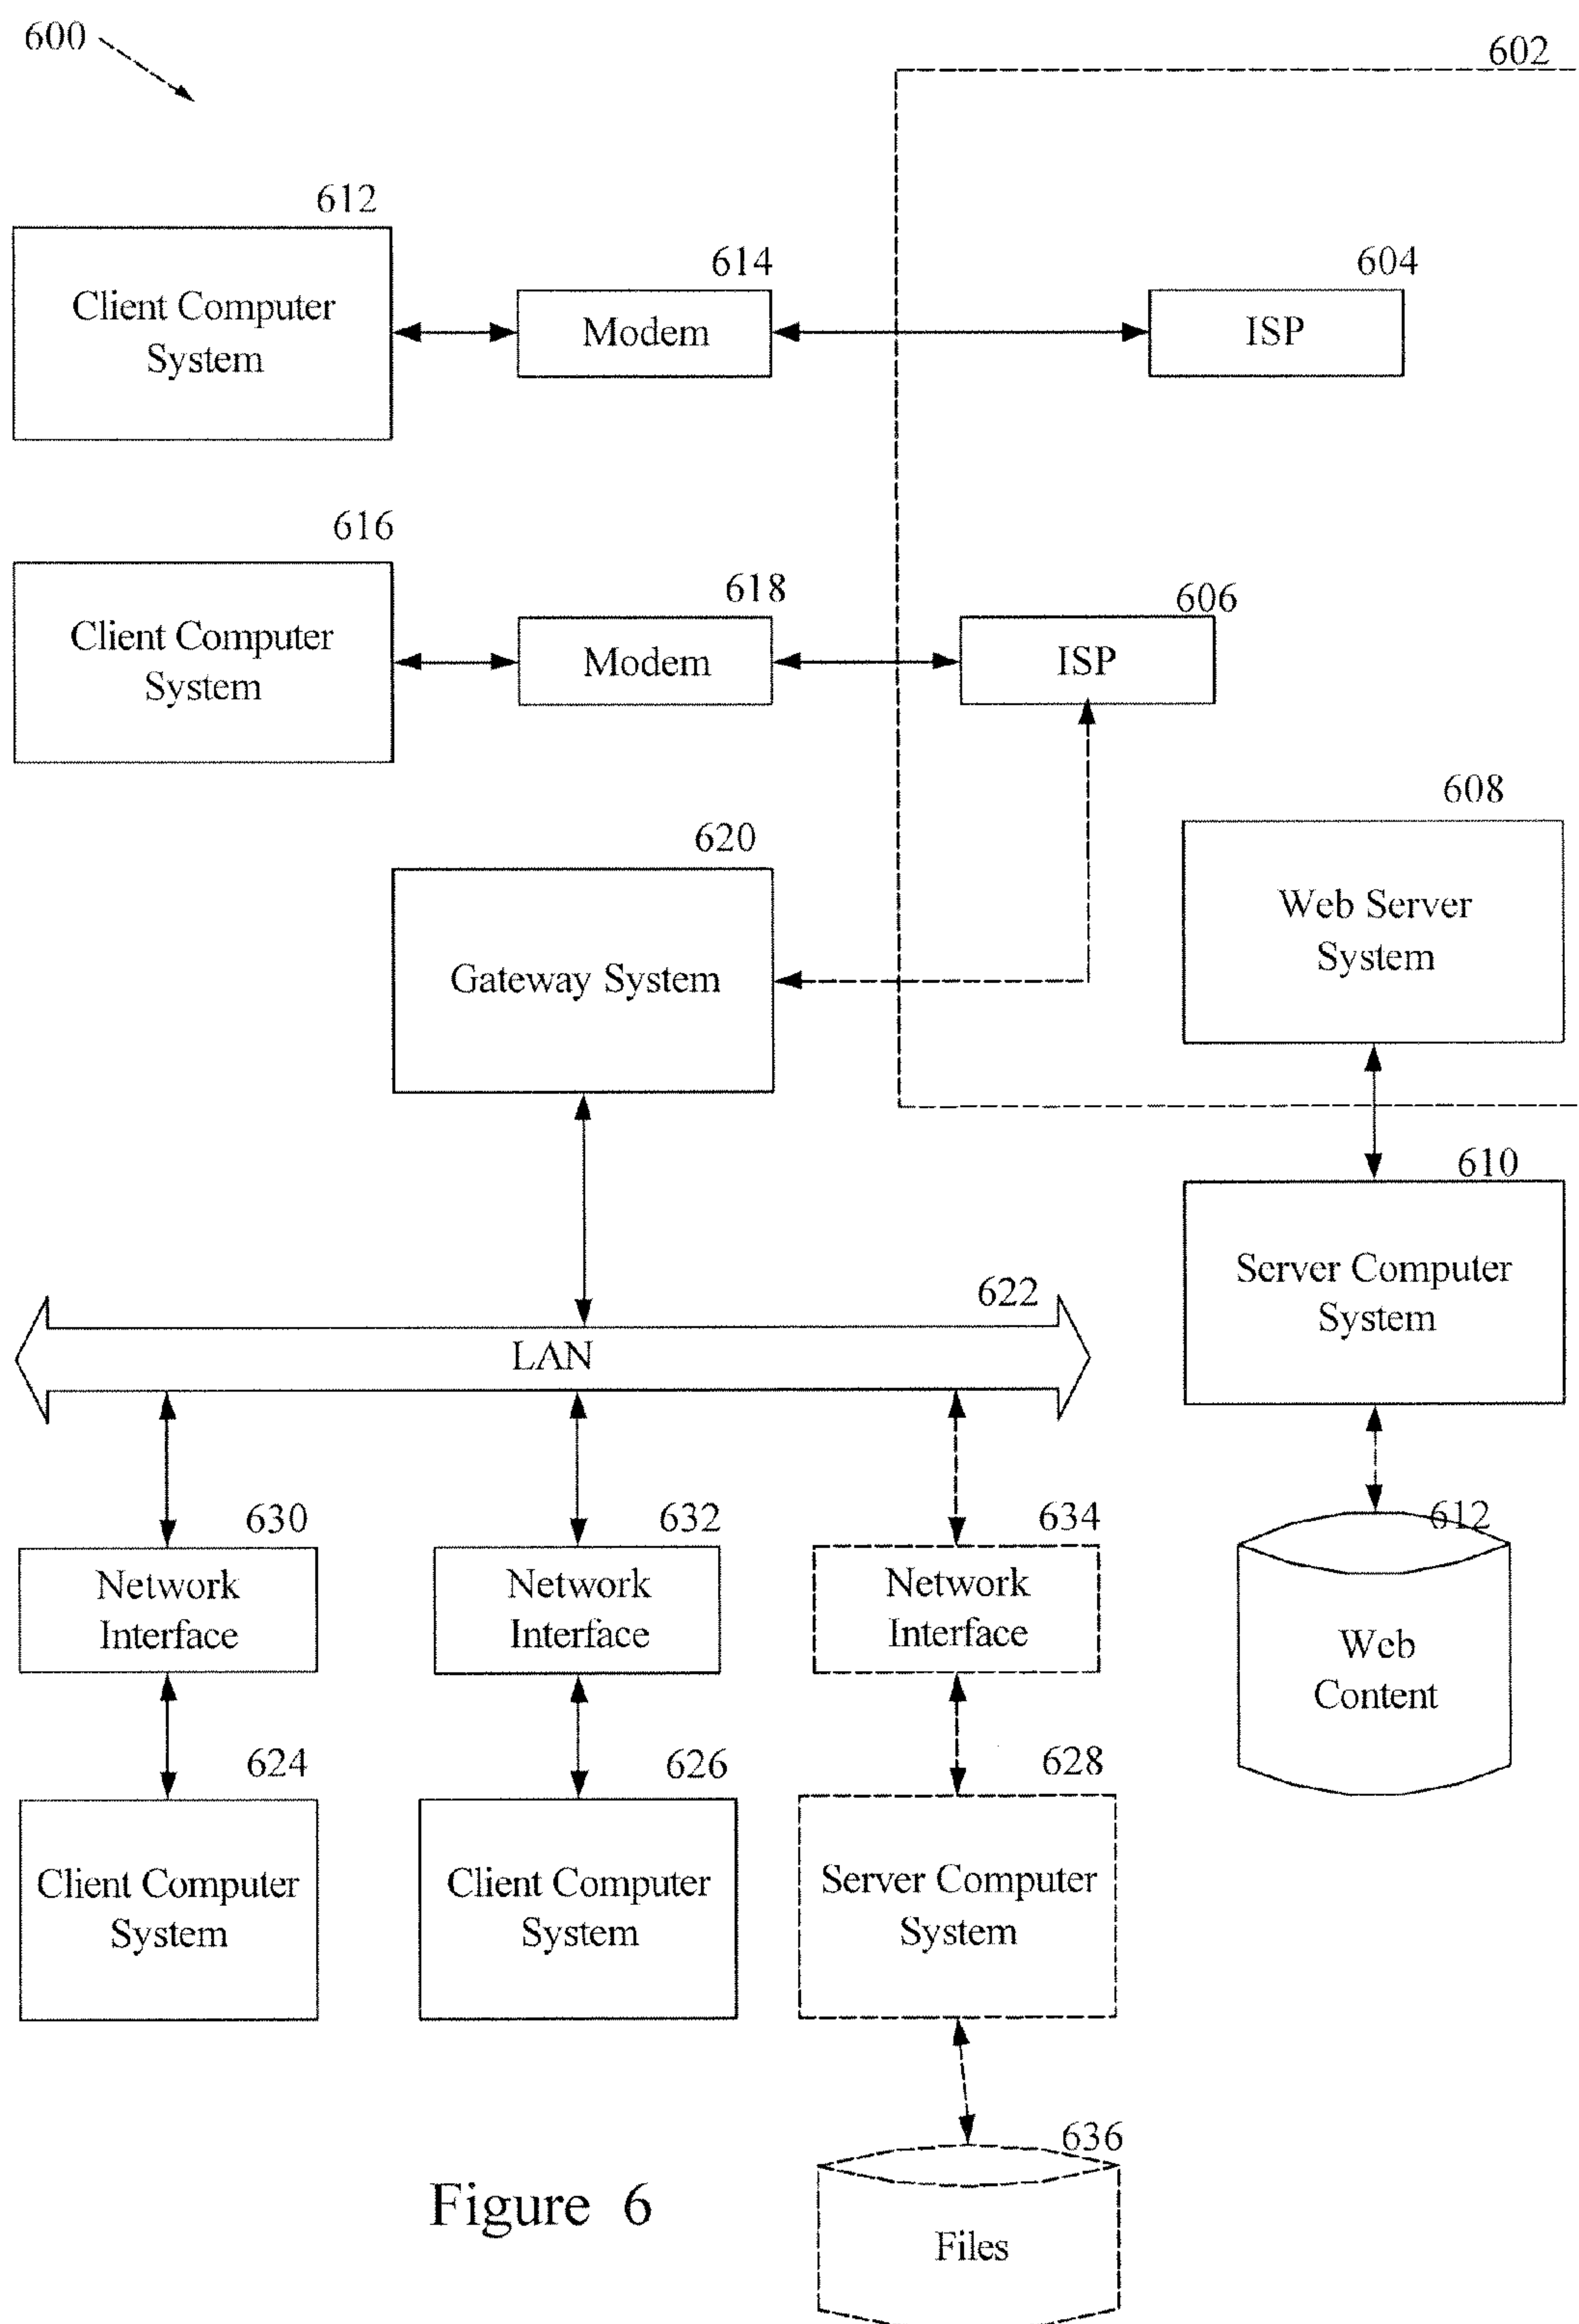 600
602
612
Client Computer
System
614
Modem
604
ISP
616
Client Computer
System
618
Modem
606
ISP
608
Web Server
System
620
Gateway System
610
Server Computer
System
622
LAN
612
Web
Content
630
Network
Interface
632
Network
Interface
634
Network
Interface
624
Client Computer
System
626
Client Computer
System
628
Server Computer
System
636
Files
Figure 6